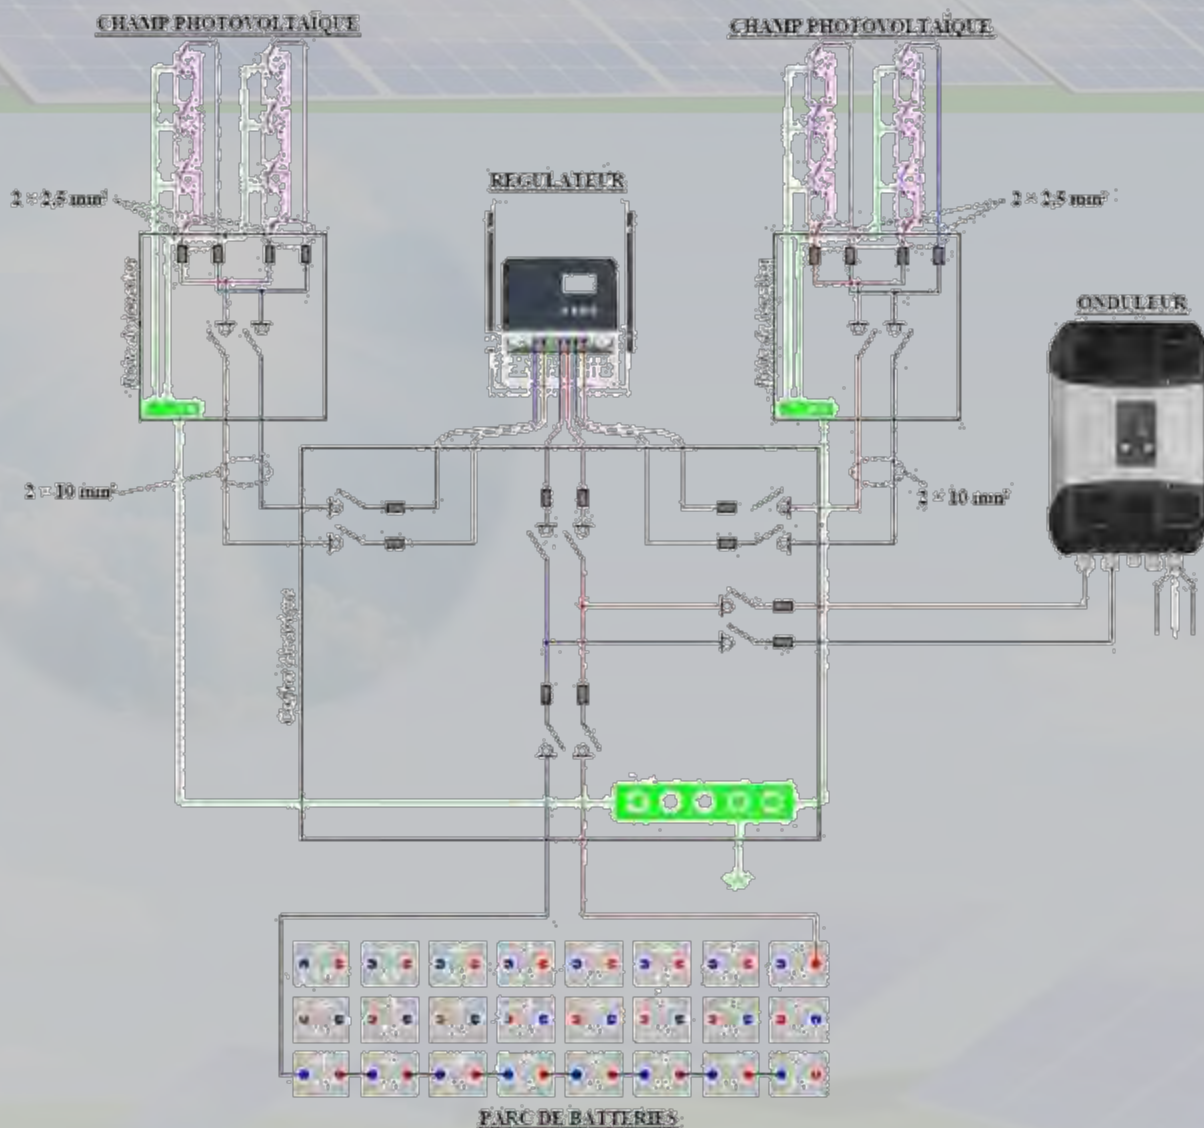 CHAMP PHOTOVOLTAÏQUE
CHAMP PHOTOVOLTAÏQUE
REGULATEUR
2 × 2,5 mm²
2 × 2,5 mm²
ONDULEUR
2 × 10 mm²
2 × 10 mm²
PARC DE BATTERIES